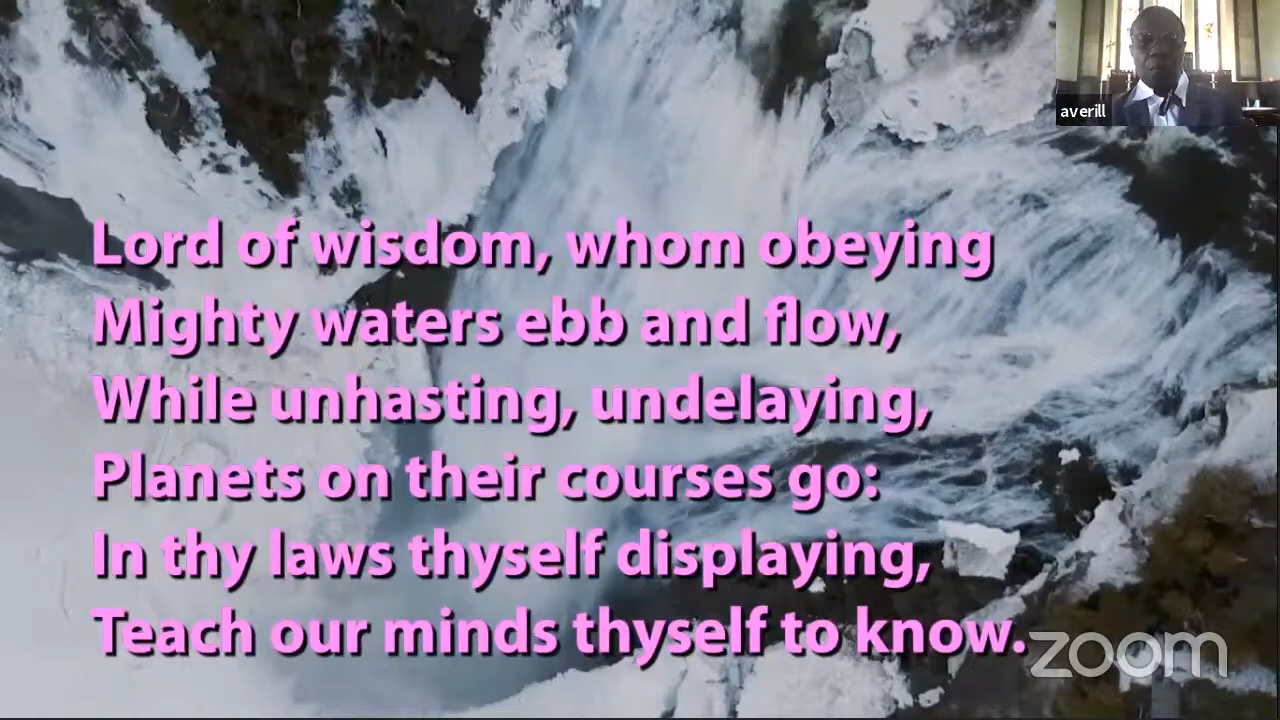 averill
Lord of wisdom, whom obeying
Mighty waters ebb and flow,
While unhasting, undelaying,
Planets on their courses go:
In thy laws thyself displaying,
Teach our minds thyself to know.
zoom